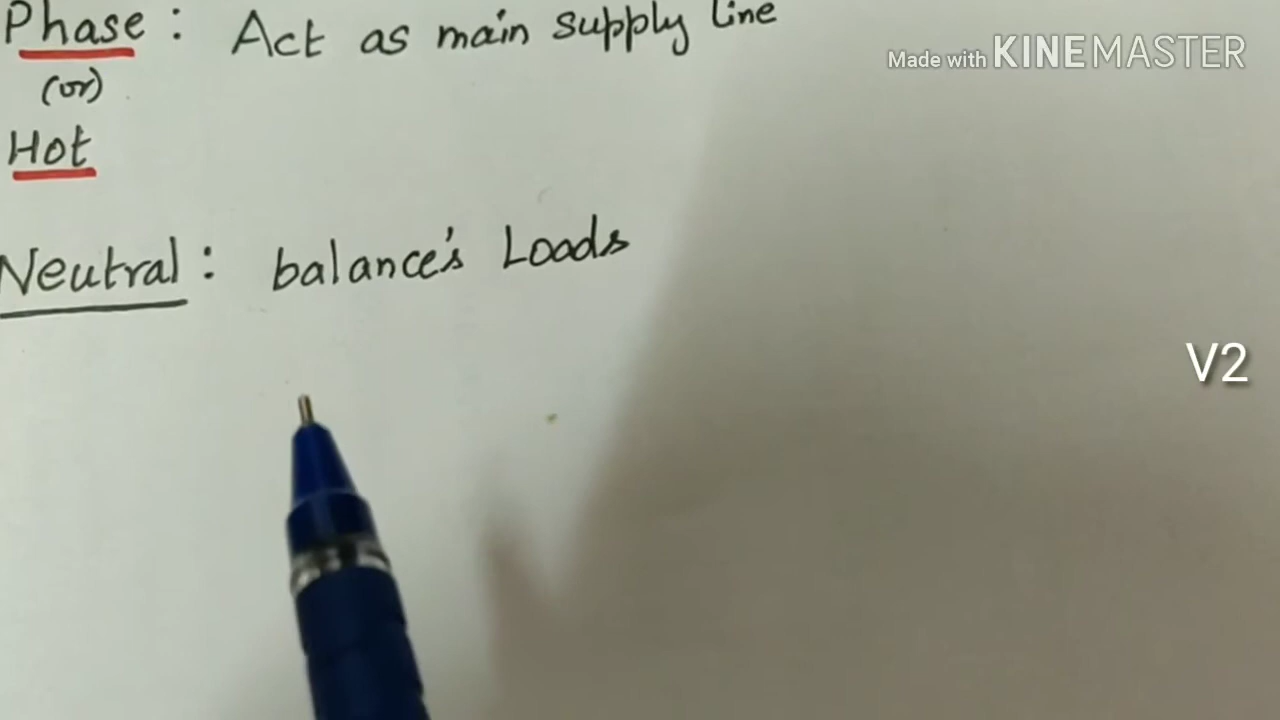 Phase : Act as main supply line
(or)
Hot
Neutral : balance's Loads
Made with KINEMASTER
V2